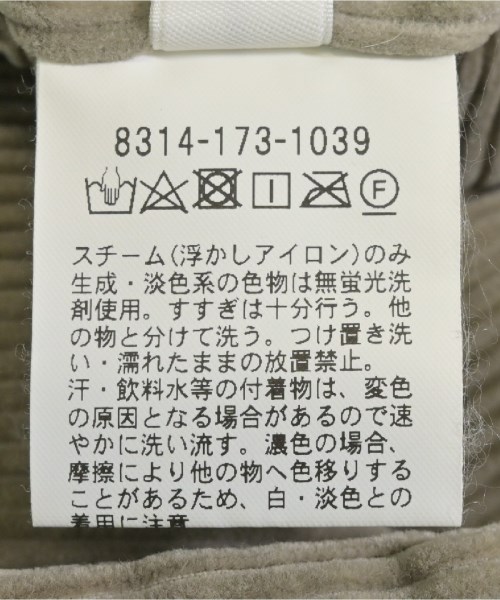 8314-173-1039
F
スチーム(浮かしアイロン)のみ
生成・淡色系の色物は無蛍光洗
剤使用。すすぎは十分行う。他
の物と分けて洗う。つけ置き洗
い・濡れたままの放置禁止。
汗・飲料水等の付着物は、変色
の原因となる場合があるので速
やかに洗い流す。濃色の場合、
摩擦により他の物へ色移りする
ことがあるため、白・淡色との
着用に注意